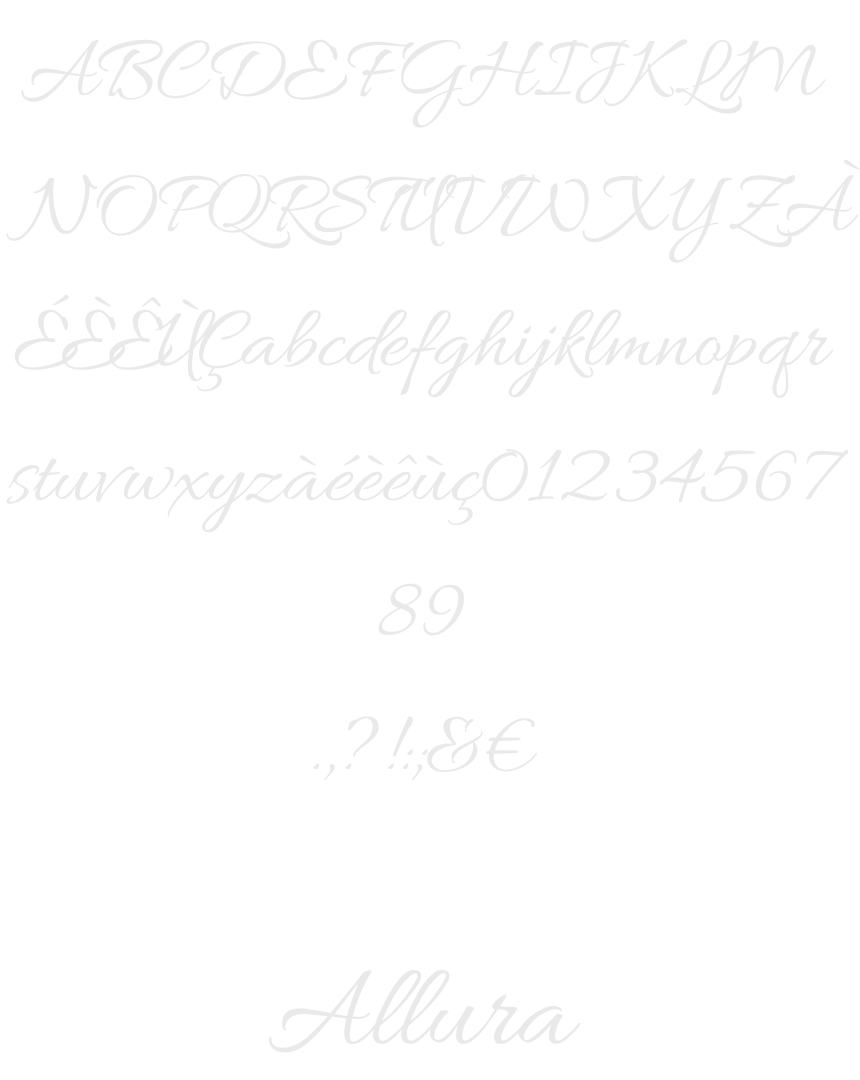 ABCDEFGHIJKLM
NOPQRSTUVWXYZÀ
ÉÈÊÙÇabcdefghijklmnopqr
stuvwxyzàéèêùç01234567
89
.,?!:;&€
Allura